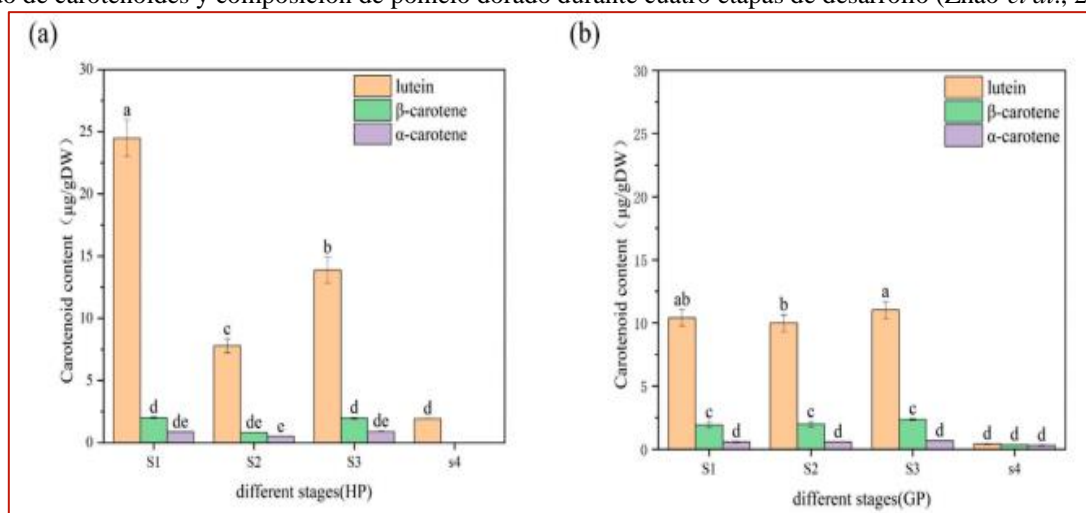 de carotenoides y composición de pomelo dorado durante cuatro etapas de desarrollo (Zhao et al., 2
(a)
30
25
20
15
10
5
0
Carotenoid content（μg/gDW）
lutein
β-carotene
α-carotene
a
d
de
c
de
e
b
d
de
d
S1
S2
S3
s4
different stages(HP)
(b)
30
25
20
15
10
5
0
Carotenoid content（μg/gDW）
lutein
β-carotene
α-carotene
ab
c
d
b
c
d
a
c
d
d
d
d
S1
S2
S3
s4
different stages(GP)